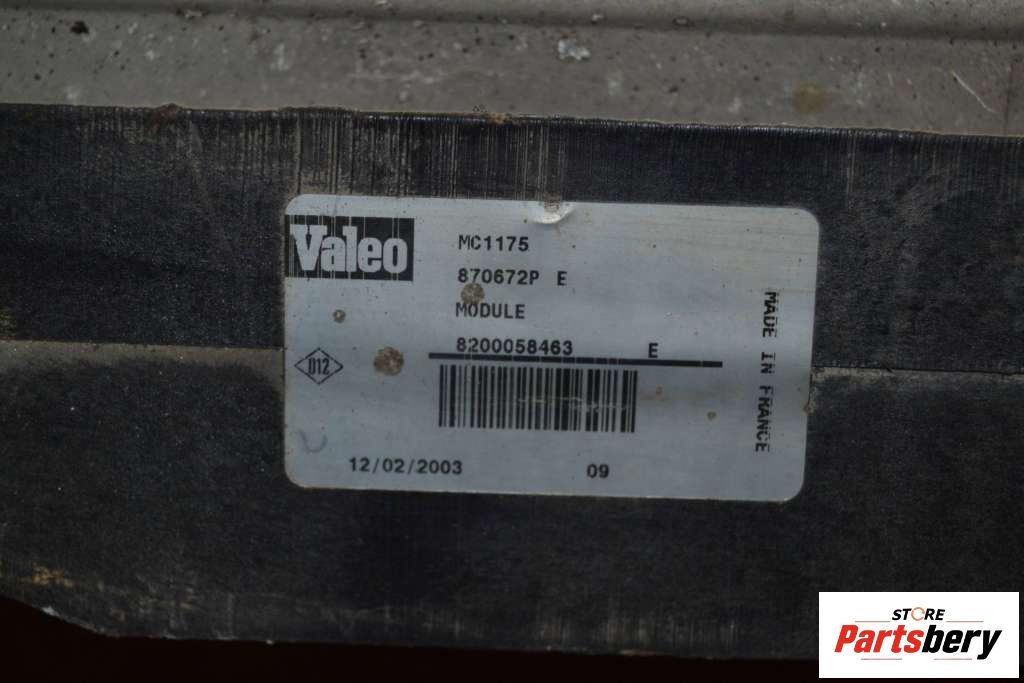 Valeo
MC1175
870672P E
MODULE
8200058463 E
D12
12/02/2003 09
MADE IN FRANCE
STORE
Partsbery